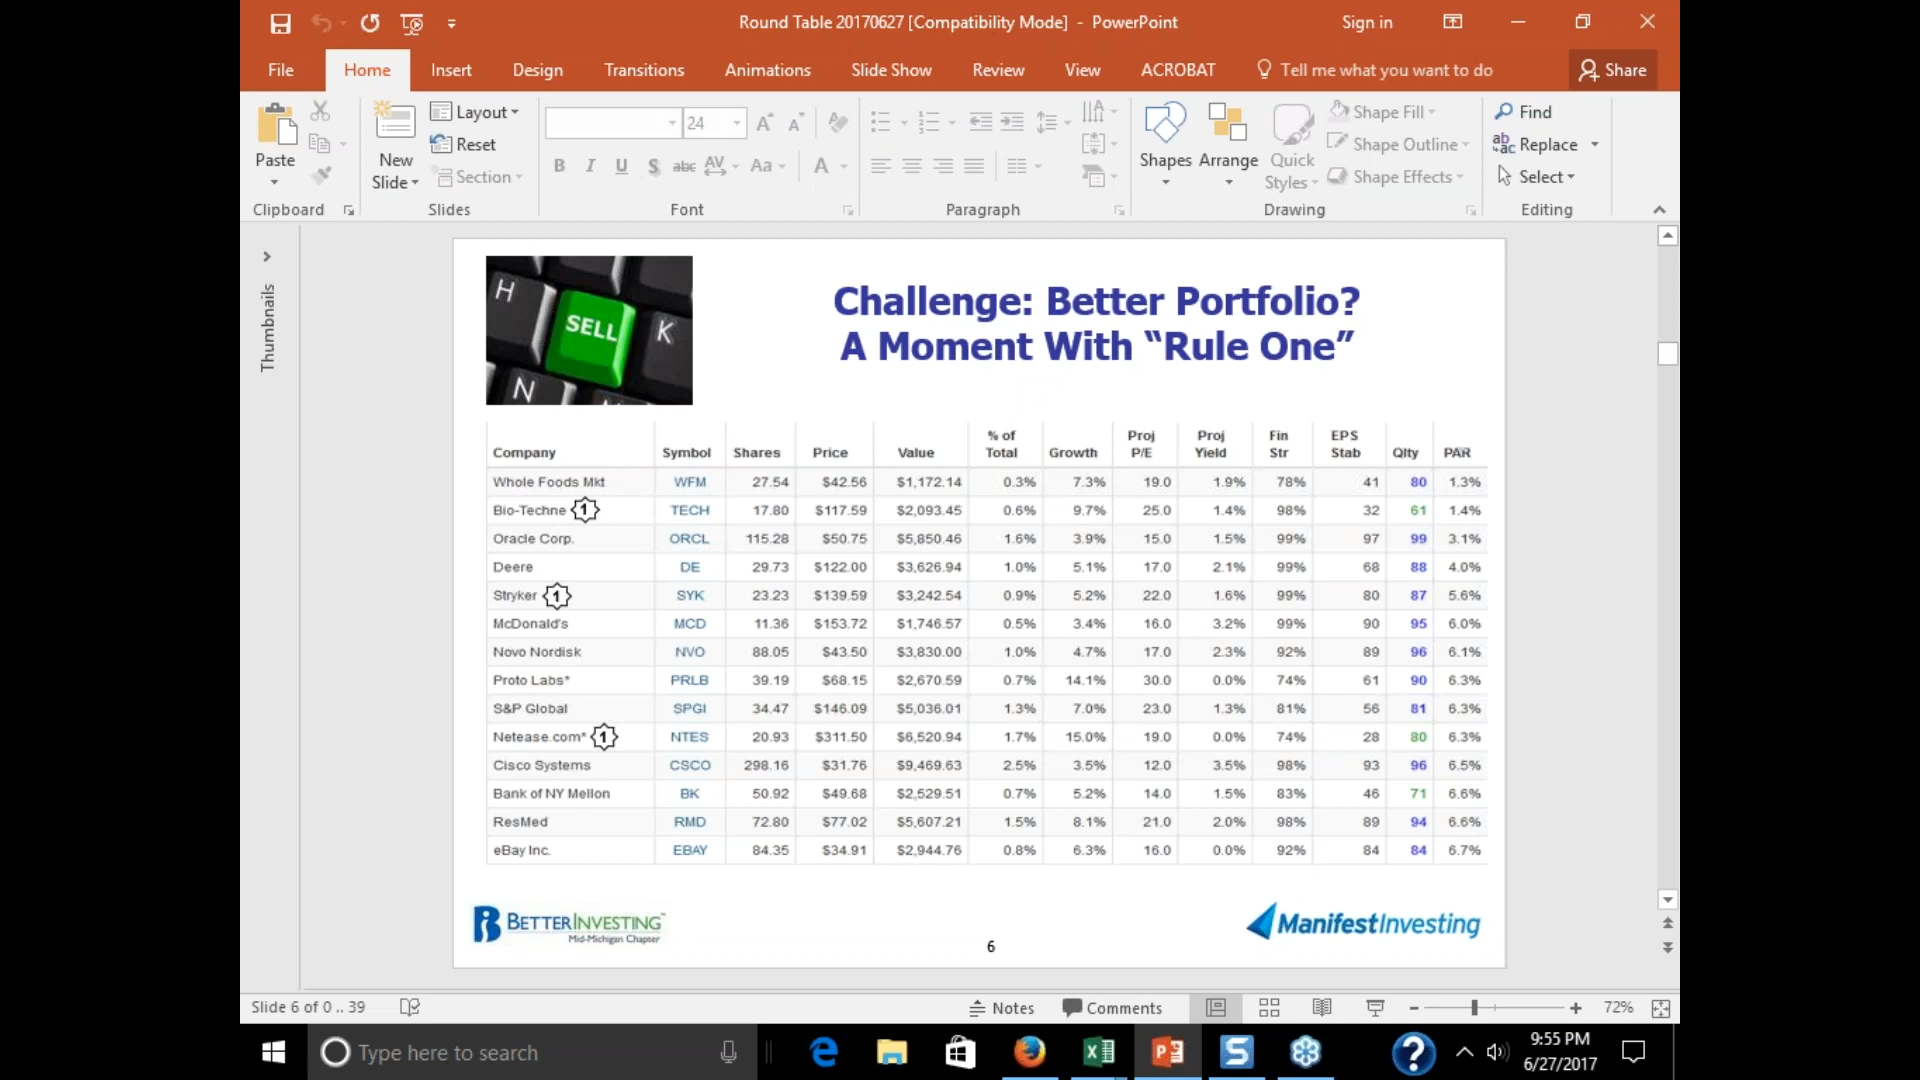 Round Table 20170627 [Compatibility Mode] - PowerPoint
Sign in
File Home Insert Design Transitions Animations Slide Show Review View ACROBAT Tell me what you want to do Share
Paste
Clipboard
New Slide
Layout
Reset
Section
Slides
24
B I U S abc AV Aa A
Font
Paragraph
Shapes Arrange Quick Styles
Shape Fill
Shape Outline
Shape Effects
Drawing
Find
Replace
Select
Editing
Thumbnails
H SELL K N
Challenge: Better Portfolio?
A Moment With “Rule One”
Company Symbol Shares Price Value % of Total Growth Proj P/E Proj Yield Fin Str EPS Stab Qlty PAR
Whole Foods Mkt WFM 27.54 $42.56 $1,172.14 0.3% 7.3% 19.0 1.9% 78% 41 80 1.3%
Bio-Techne 1 TECH 17.80 $117.59 $2,093.45 0.6% 9.7% 25.0 1.4% 98% 32 61 1.4%
Oracle Corp. ORCL 115.28 $50.75 $5,850.46 1.6% 3.9% 15.0 1.5% 99% 97 99 3.1%
Deere DE 29.73 $122.00 $3,626.94 1.0% 5.1% 17.0 2.1% 99% 68 88 4.0%
Stryker 1 SYK 23.23 $139.59 $3,242.54 0.9% 5.2% 22.0 1.6% 99% 80 87 5.6%
McDonald's MCD 11.36 $153.72 $1,746.57 0.5% 3.4% 16.0 3.2% 99% 90 95 6.0%
Novo Nordisk NVO 88.05 $43.50 $3,830.00 1.0% 4.7% 17.0 2.3% 92% 89 96 6.1%
Proto Labs* PRLB 39.19 $68.15 $2,670.59 0.7% 14.1% 30.0 0.0% 74% 61 90 6.3%
S&P Global SPGI 34.47 $146.09 $5,036.01 1.3% 7.0% 23.0 1.3% 81% 56 81 6.3%
Netease.com* 1 NTES 20.93 $311.50 $6,520.94 1.7% 15.0% 19.0 0.0% 74% 28 80 6.3%
Cisco Systems CSCO 298.16 $31.76 $9,469.63 2.5% 3.5% 12.0 3.5% 98% 93 96 6.5%
Bank of NY Mellon BK 50.92 $49.68 $2,529.51 0.7% 5.2% 14.0 1.5% 83% 46 71 6.6%
ResMed RMD 72.80 $77.02 $5,607.21 1.5% 8.1% 21.0 2.0% 98% 89 94 6.6%
eBay Inc. EBAY 84.35 $34.91 $2,944.76 0.8% 6.3% 16.0 0.0% 92% 84 84 6.7%
BETTERINVESTING™
Mid-Michigan Chapter
6
ManifestInvesting
Slide 6 of 0 .. 39
Notes Comments 72%
Type here to search
9:55 PM
6/27/2017